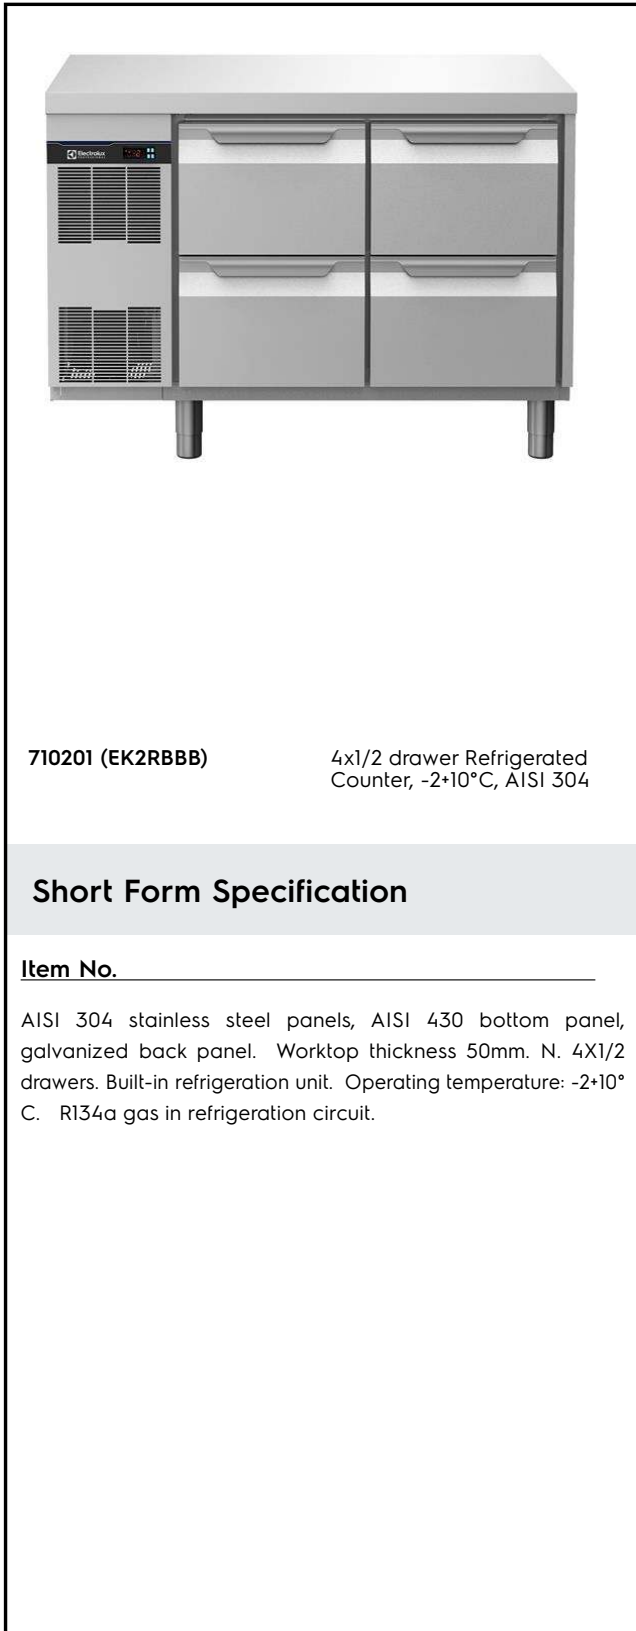 Electrolux
PROFESSIONAL
710201 (EK2RBBB)
4x1/2 drawer Refrigerated
Counter, -2+10°C, AISI 304
Short Form Specification
Item No.
AISI 304 stainless steel panels, AISI 430 bottom panel,
galvanized back panel. Worktop thickness 50mm. N. 4X1/2
drawers. Built-in refrigeration unit. Operating temperature: -2+10°
C. R134a gas in refrigeration circuit.